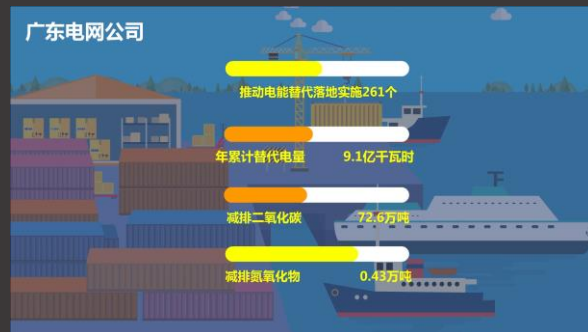 广东电网公司
推动电能替代落地实施261个
年累计替代电量 9.1亿千瓦时
减排二氧化碳 72.6万吨
减排氮氧化物 0.43万吨